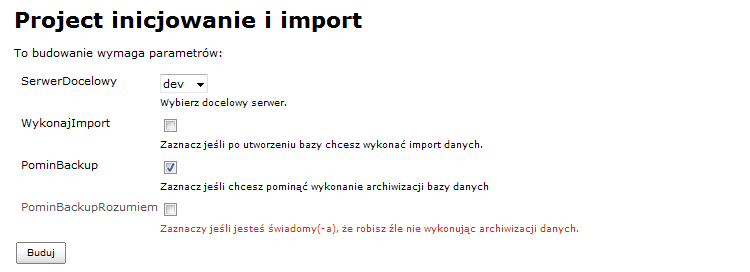 Project inicjowanie i import
To budowanie wymaga parametrów:
SerwerDocelowy dev
Wybierz docelowy serwer.
WykonajImport
Zaznacz jeśli po utworzeniu bazy chcesz wykonać import danych.
PominBackup
Zaznacz jeśli chcesz pominąć wykonanie archiwizacji bazy danych
PominBackupRozumiem
Zaznaczy jeśli jesteś świadomy(-a), że robisz źle nie wykonując archiwizacji danych.
Buduj